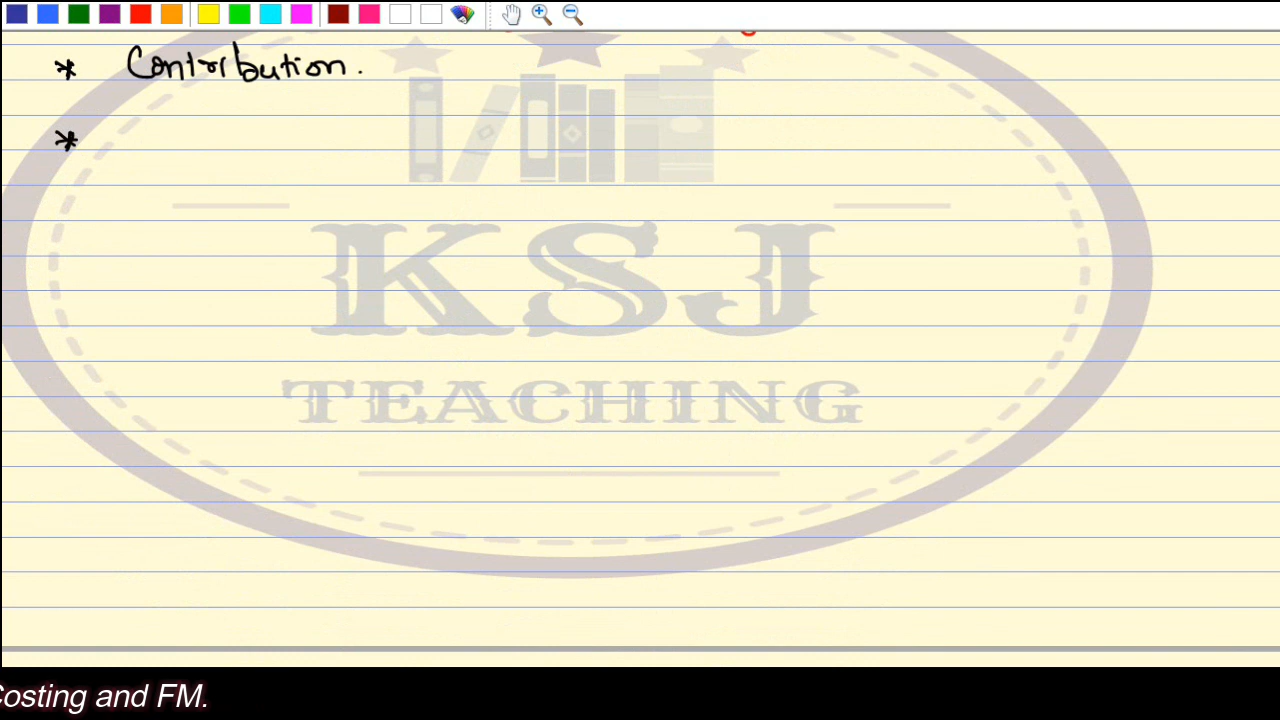 * Contribution.
*
KSJ
TEACHING
Costing and FM.